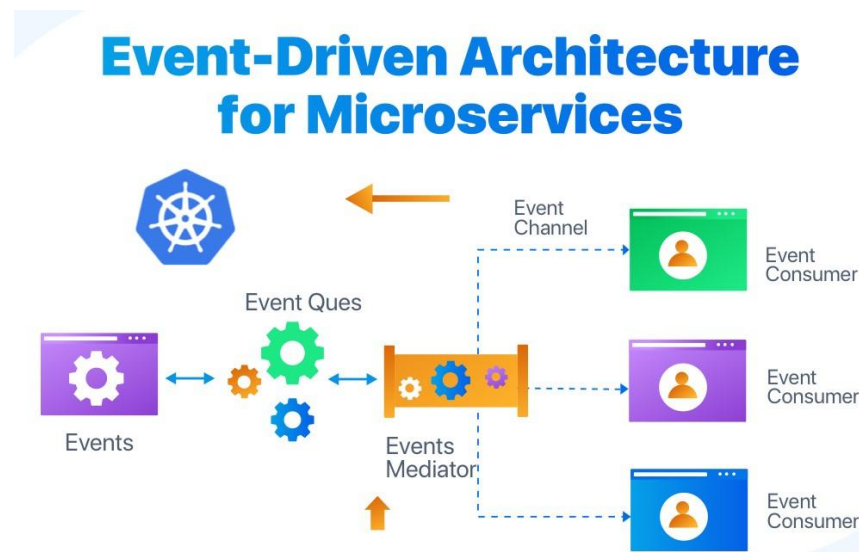 Event-Driven Architecture
for Microservices
Event
Channel
Event
Consumer
Event Ques
Events
Events
Mediator
Event
Consumer
Event
Consumer